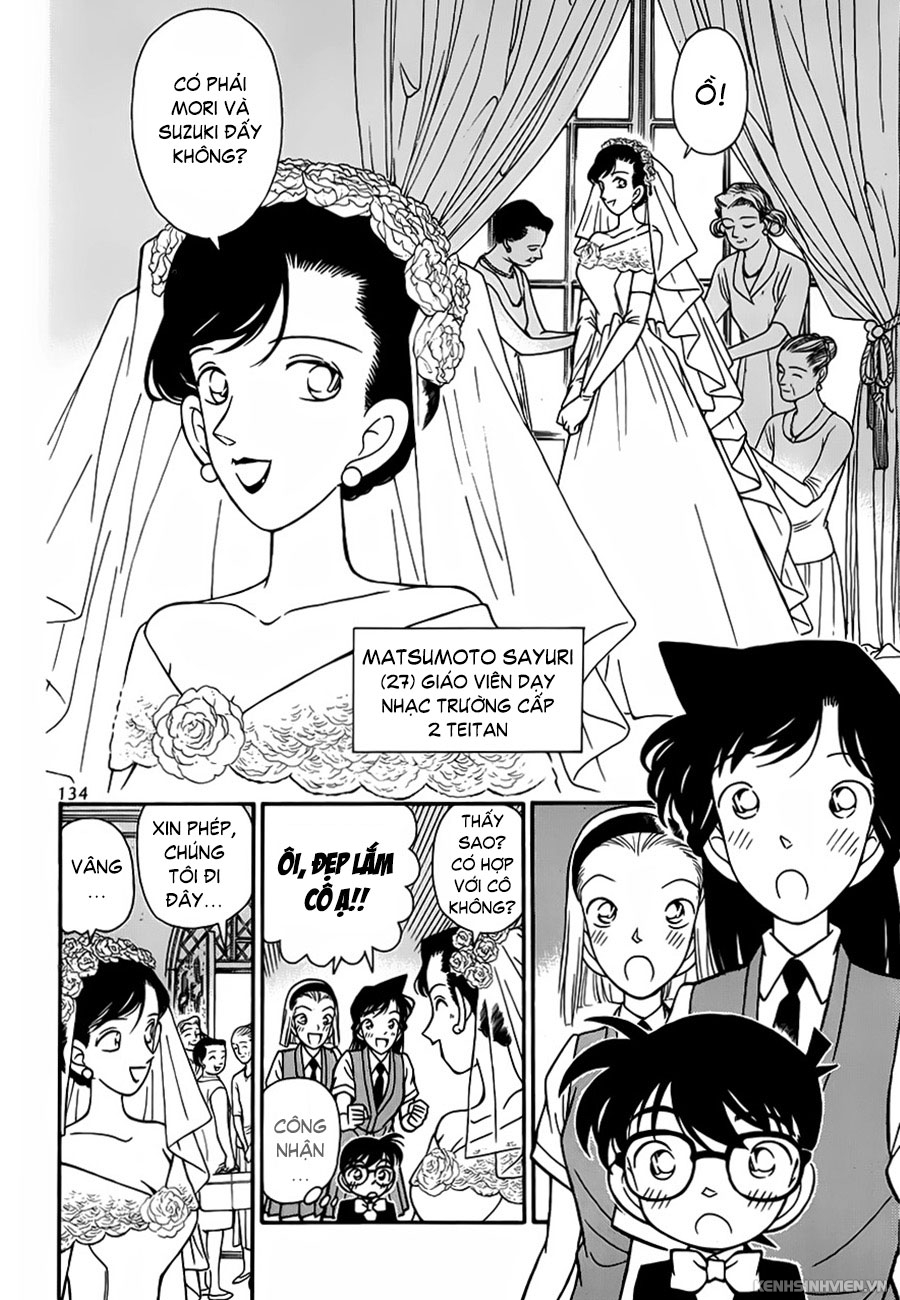 Ồ!
CÓ PHẢI
MORI VÀ
SUZUKI ĐẤY
KHÔNG?
MATSUMOTO SAYURI
(27) GIÁO VIÊN DẠY
NHẠC TRƯỜNG CẤP
2 TEITAN
134
THẤY
SAO?
CÓ HỢP
VỚI CÔ
KHÔNG?
ÔI, ĐẸP LẮM
CÔ Ạ!!
CÔNG
NHẬN
...
XIN PHÉP,
CHÚNG
TÔI ĐI
ĐÂY...
VÂNG
...
KENHSINHVIEN.VN